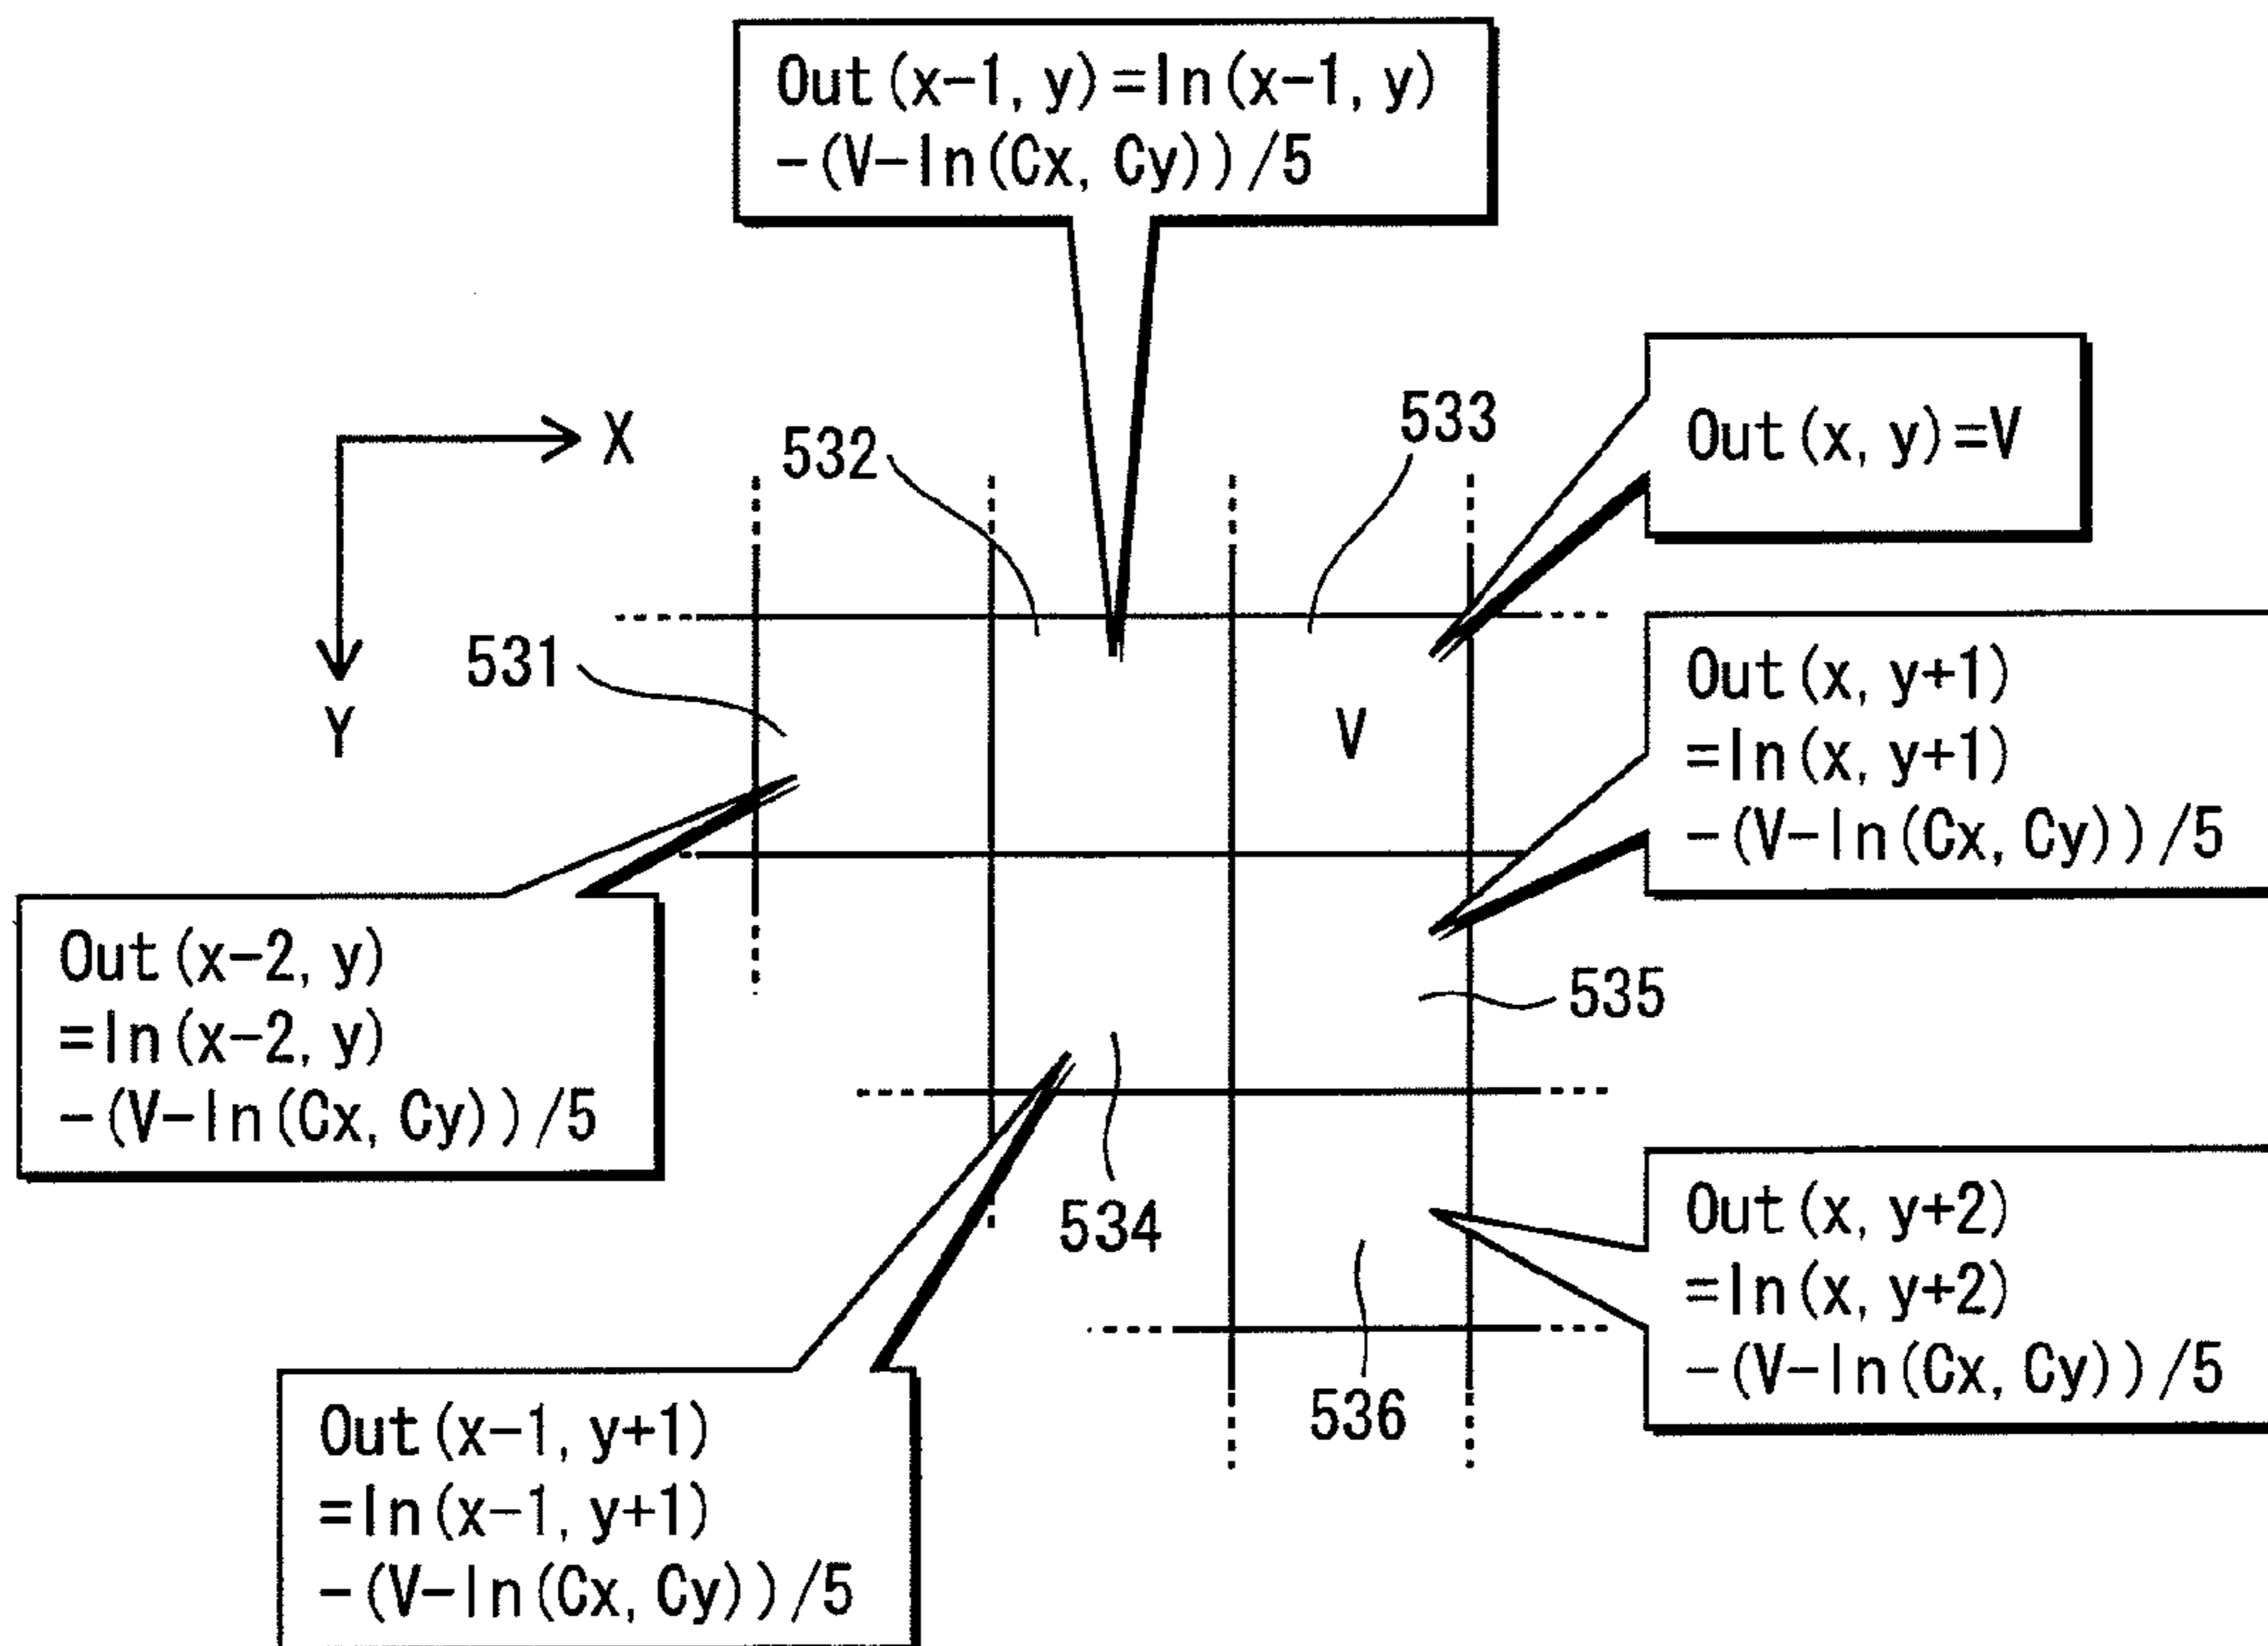 Out(x-1, y)=In(x-1, y)
-(V-In(Cx, Cy))/5
533
Out(x, y)=V
X
532
531
Y
V
Out(x, y+1)
=In(x, y+1)
-(V-In(Cx, Cy))/5
535
Out(x-2, y)
=In(x-2, y)
-(V-In(Cx, Cy))/5
534
Out(x, y+2)
=In(x, y+2)
-(V-In(Cx, Cy))/5
536
Out(x-1, y+1)
=In(x-1, y+1)
-(V-In(Cx, Cy))/5